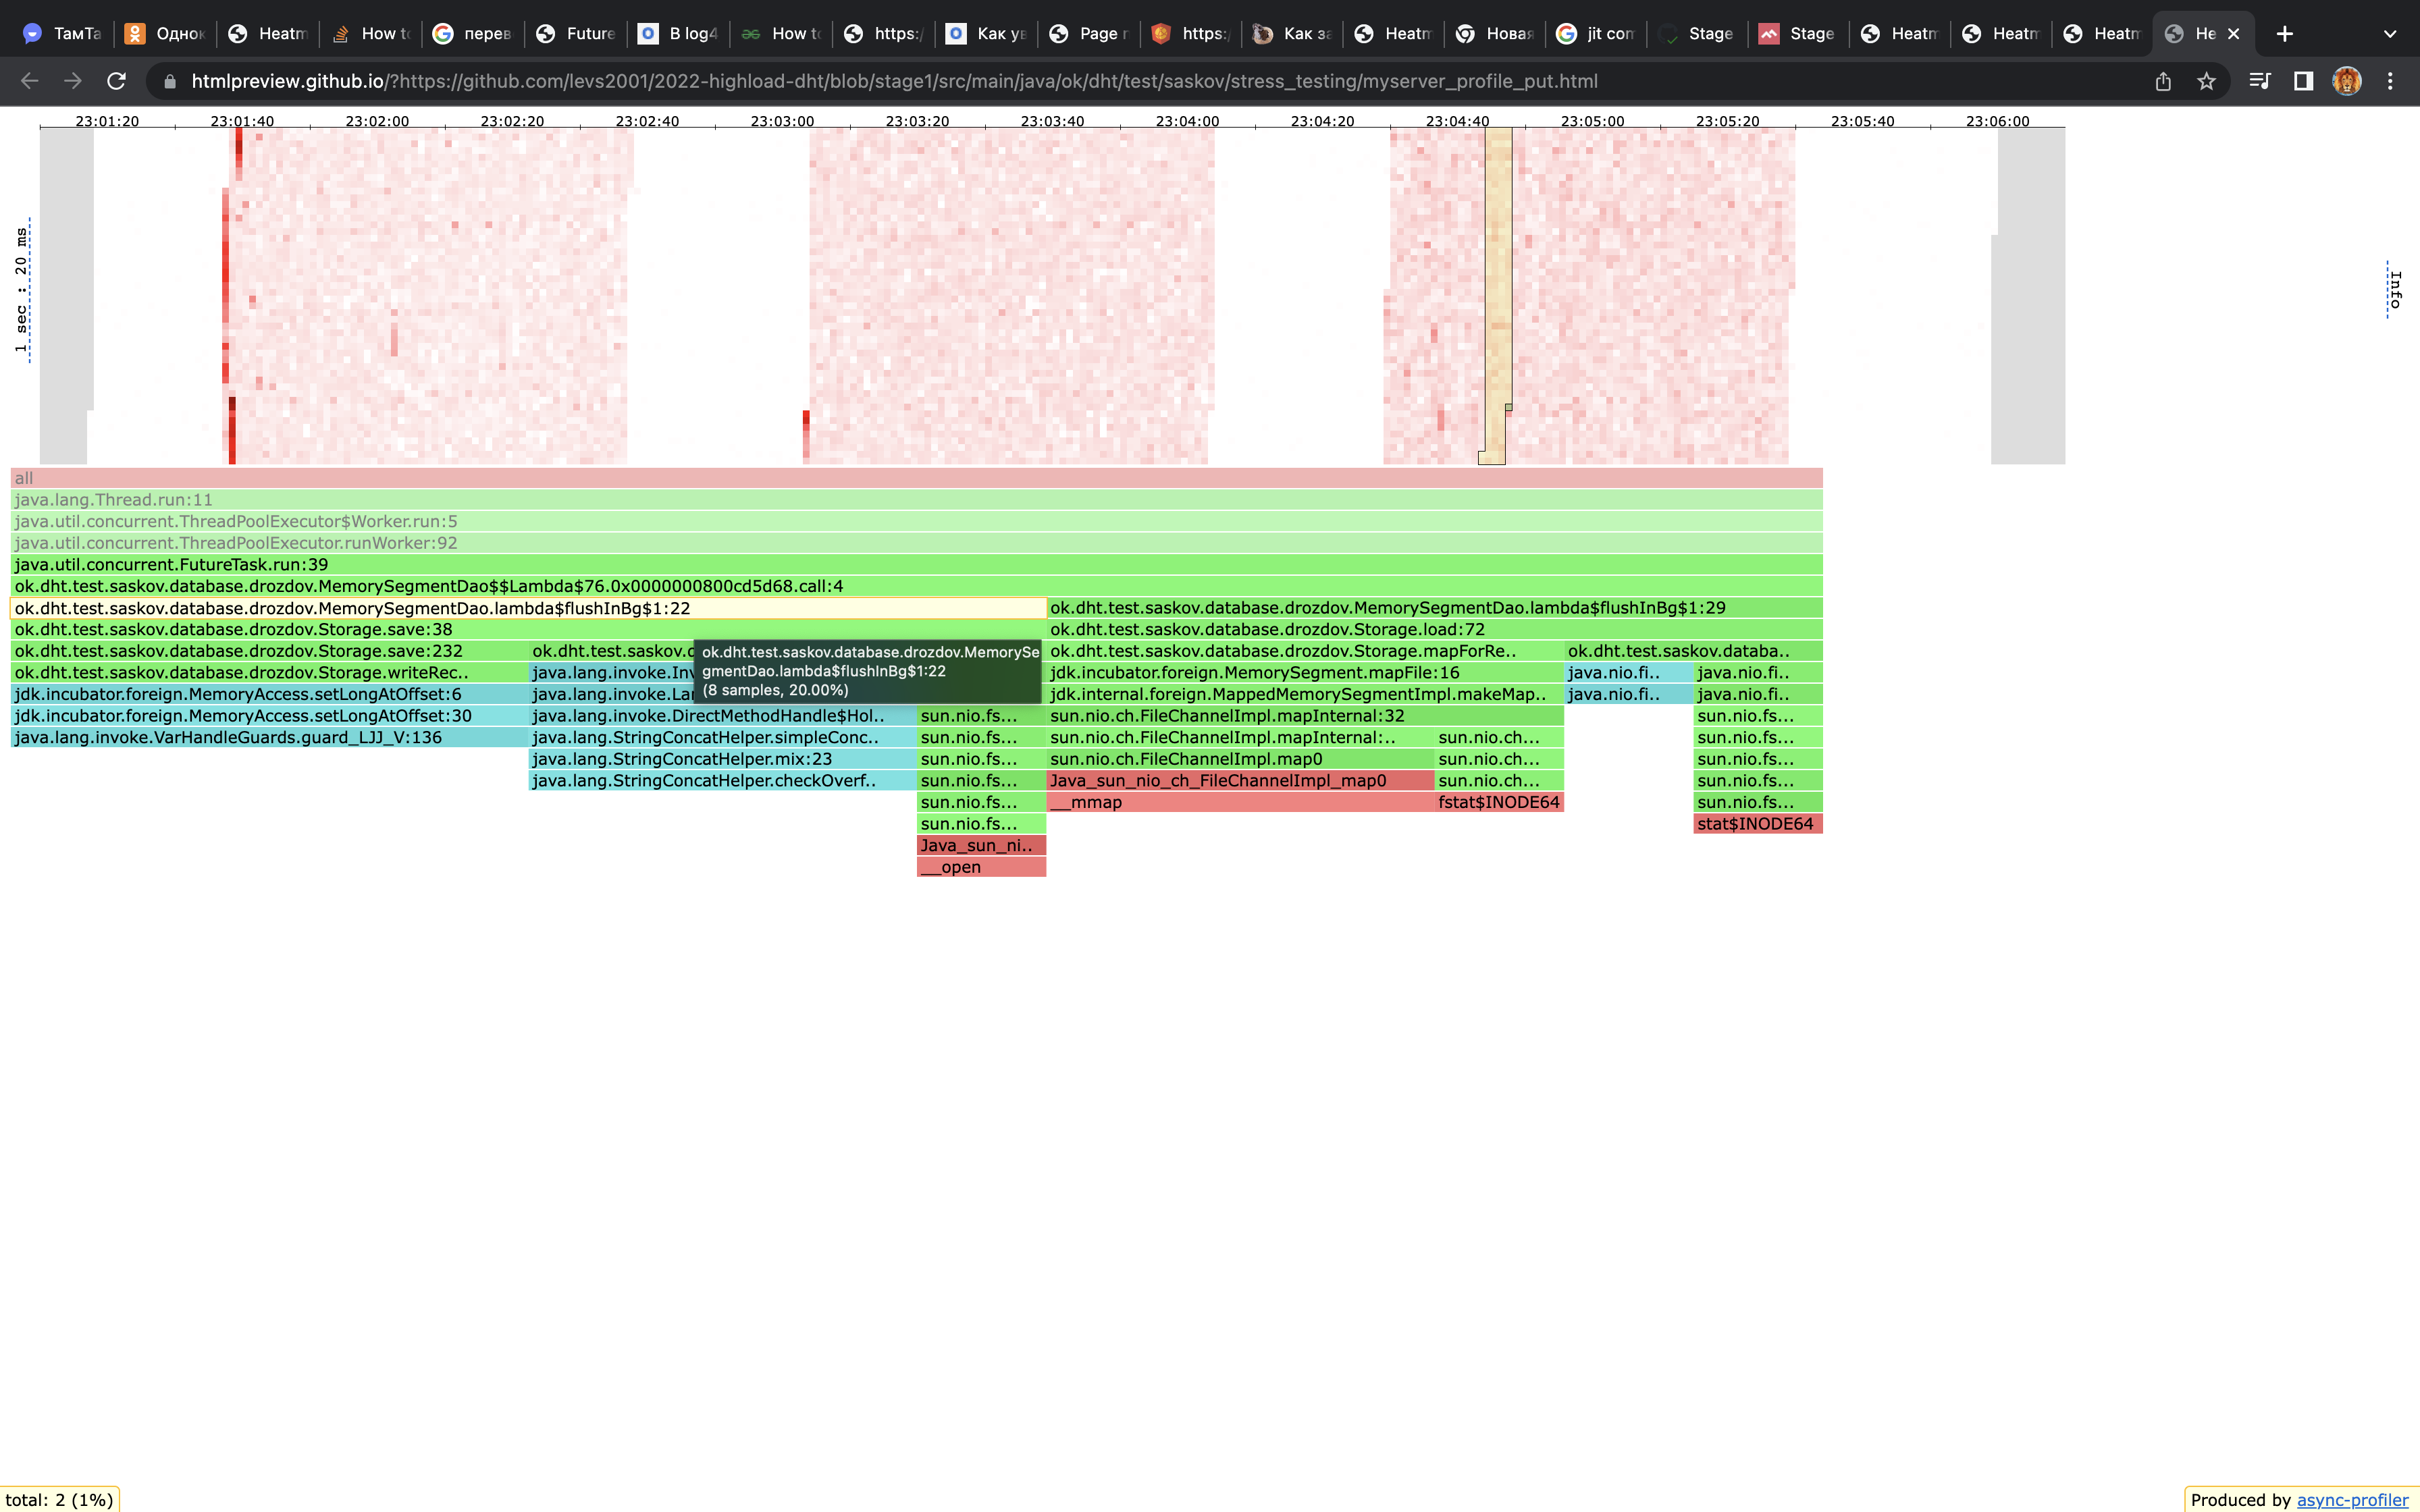 ТамТа Однок Heatm How to перев Future B log4 How to https:/ Как ув Page n https:/ Как за Heatm Новая jit com Stage Stage Heatm Heatm Heatm He
htmlpreview.github.io/?https://github.com/levs2001/2022-highload-dht/blob/stage1/src/main/java/ok/dht/test/saskov/stress_testing/myserver_profile_put.html
23:01:20 23:01:40 23:02:00 23:02:20 23:02:40 23:03:00 23:03:20 23:03:40 23:04:00 23:04:20 23:04:40 23:05:00 23:05:20 23:05:40 23:06:00
1 sec : 20 ms
Info
all
java.lang.Thread.run:11
java.util.concurrent.ThreadPoolExecutor$Worker.run:5
java.util.concurrent.ThreadPoolExecutor.runWorker:92
java.util.concurrent.FutureTask.run:39
ok.dht.test.saskov.database.drozdov.MemorySegmentDao$$Lambda$76.0x0000000800cd5d68.call:4
ok.dht.test.saskov.database.drozdov.MemorySegmentDao.lambda$flushInBg$1:22 ok.dht.test.saskov.database.drozdov.MemorySegmentDao.lambda$flushInBg$1:29
ok.dht.test.saskov.database.drozdov.Storage.save:38 ok.dht.test.saskov.database.drozdov.Storage.load:72
ok.dht.test.saskov.database.drozdov.Storage.save:232 ok.dht.test.saskov.d ok.dht.test.saskov.database.drozdov.Storage.mapForRe.. ok.dht.test.saskov.databa..
ok.dht.test.saskov.database.drozdov.Storage.writeRec.. java.lang.invoke.Inv jdk.incubator.foreign.MemorySegment.mapFile:16 java.nio.fi.. java.nio.fi..
jdk.incubator.foreign.MemoryAccess.setLongAtOffset:6 java.lang.invoke.Lar jdk.internal.foreign.MappedMemorySegmentImpl.makeMap.. java.nio.fi.. java.nio.fi..
ok.dht.test.saskov.database.drozdov.MemorySe
gmentDao.lambda$flushInBg$1:22
(8 samples, 20.00%)
jdk.incubator.foreign.MemoryAccess.setLongAtOffset:30 java.lang.invoke.DirectMethodHandle$Hol.. sun.nio.fs... sun.nio.ch.FileChannelImpl.mapInternal:32 sun.nio.fs...
java.lang.invoke.VarHandleGuards.guard_LJJ_V:136 java.lang.StringConcatHelper.simpleConc.. sun.nio.fs... sun.nio.ch.FileChannelImpl.mapInternal:.. sun.nio.ch... sun.nio.fs...
java.lang.StringConcatHelper.mix:23 sun.nio.fs... sun.nio.ch.FileChannelImpl.map0 sun.nio.ch... sun.nio.fs...
java.lang.StringConcatHelper.checkOverf.. sun.nio.fs... Java_sun_nio_ch_FileChannelImpl_map0 sun.nio.ch... sun.nio.fs...
sun.nio.fs... __mmap fstat$INODE64 sun.nio.fs...
sun.nio.fs... stat$INODE64
Java_sun_ni..
__open
total: 2 (1%)
Produced by async-profiler